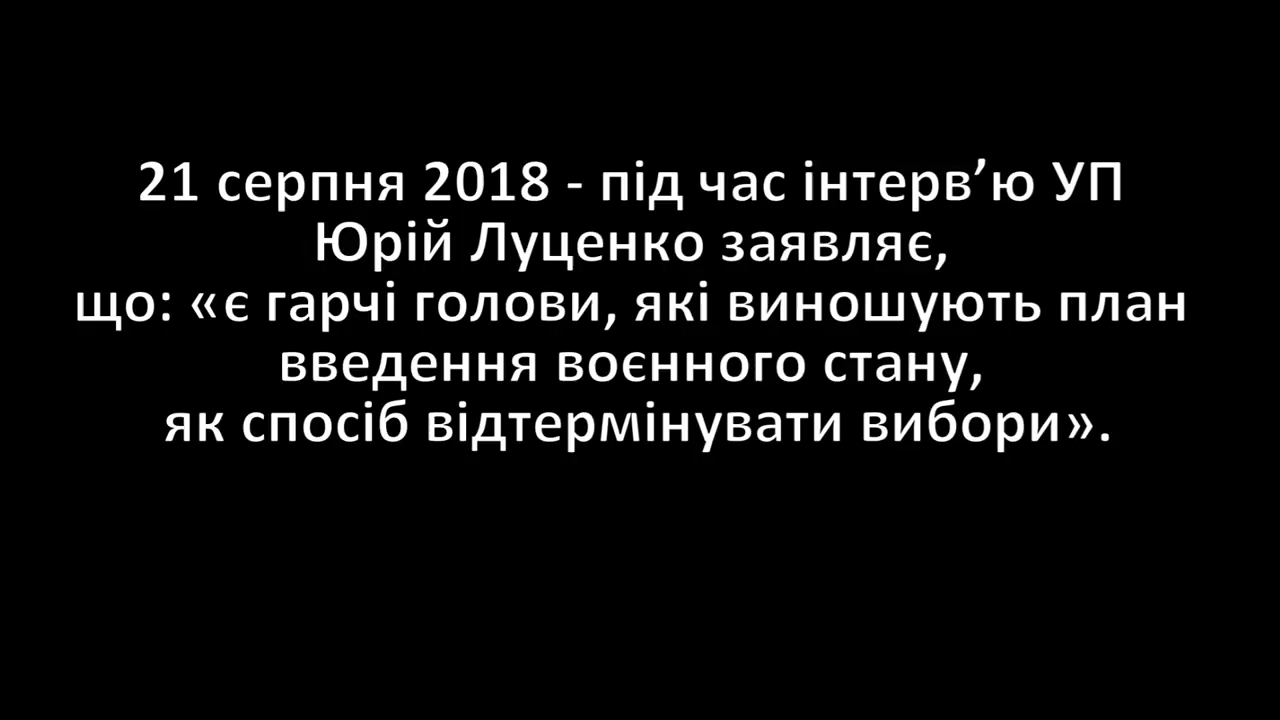 21 серпня 2018 - під час інтерв’ю УП
Юрій Луценко заявляє,
що: «є гарчі голови, які виношують план
введення воєнного стану,
як спосіб відтермінувати вибори».